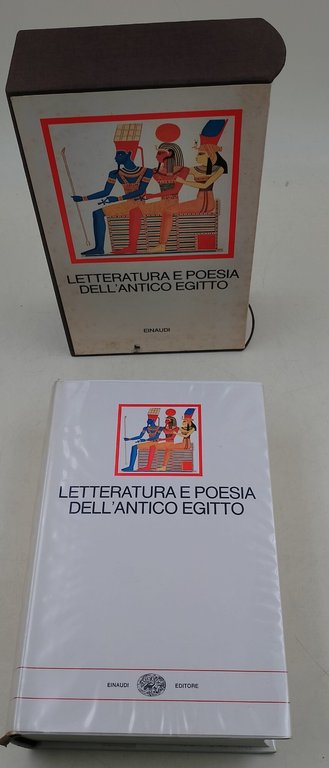 LETTERATURA E POESIA
DELL'ANTICO EGITTO
EINAUDI
LETTERATURA E POESIA
DELL'ANTICO EGITTO
EINAUDI EDITORE